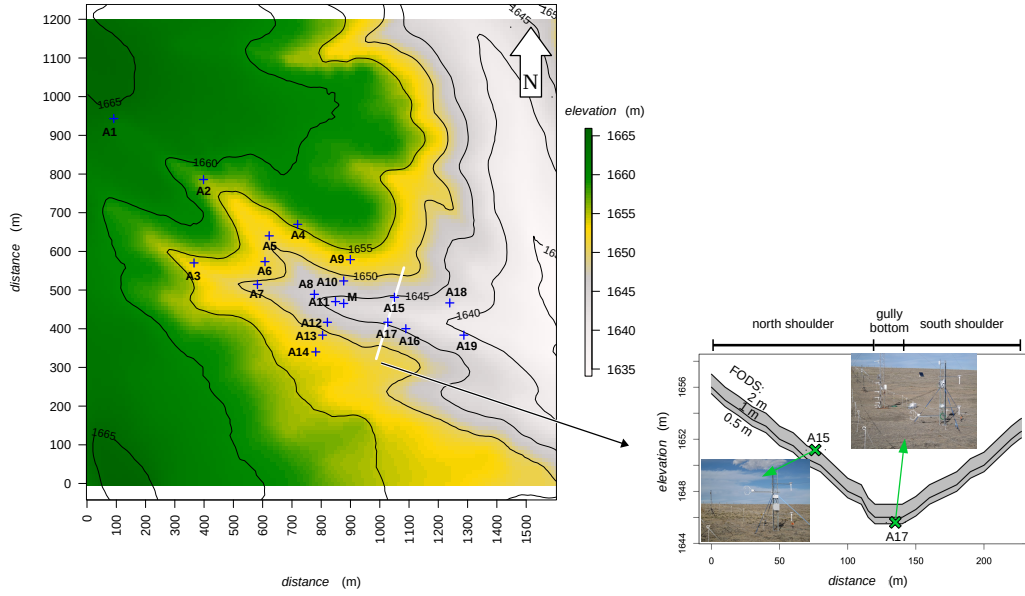 1200
1100
1000
900
800
700
600
500
400
300
200
100
0
distance (m)
0 100 200 300 400 500 600 700 800 900 1000 1100 1200 1300 1400 1500
distance (m)
1665
1660
1655
1650
1645
1640
1645
1665
A1
A2
A3
A4
A5
A6
A7
A8
A9
A10
A11
M
A12
A13
A14
A15
A16
A17
A18
A19
N
elevation (m)
1665
1660
1655
1650
1645
1640
1635
north shoulder
gully
bottom
south shoulder
FODS:
2 m
1 m
0.5 m
A15
A17
1656
1652
1648
1644
elevation (m)
0 50 100 150 200
distance (m)